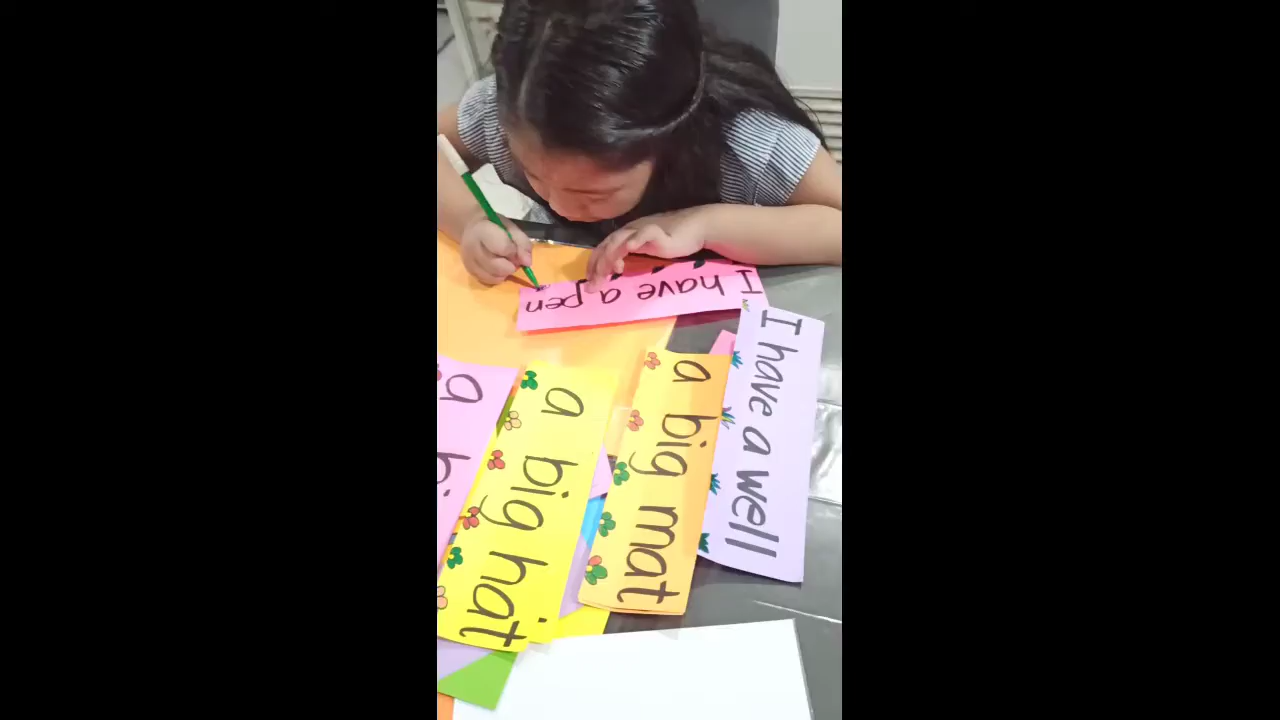 I have a pen
I have a well
a big mat
a big hat
a